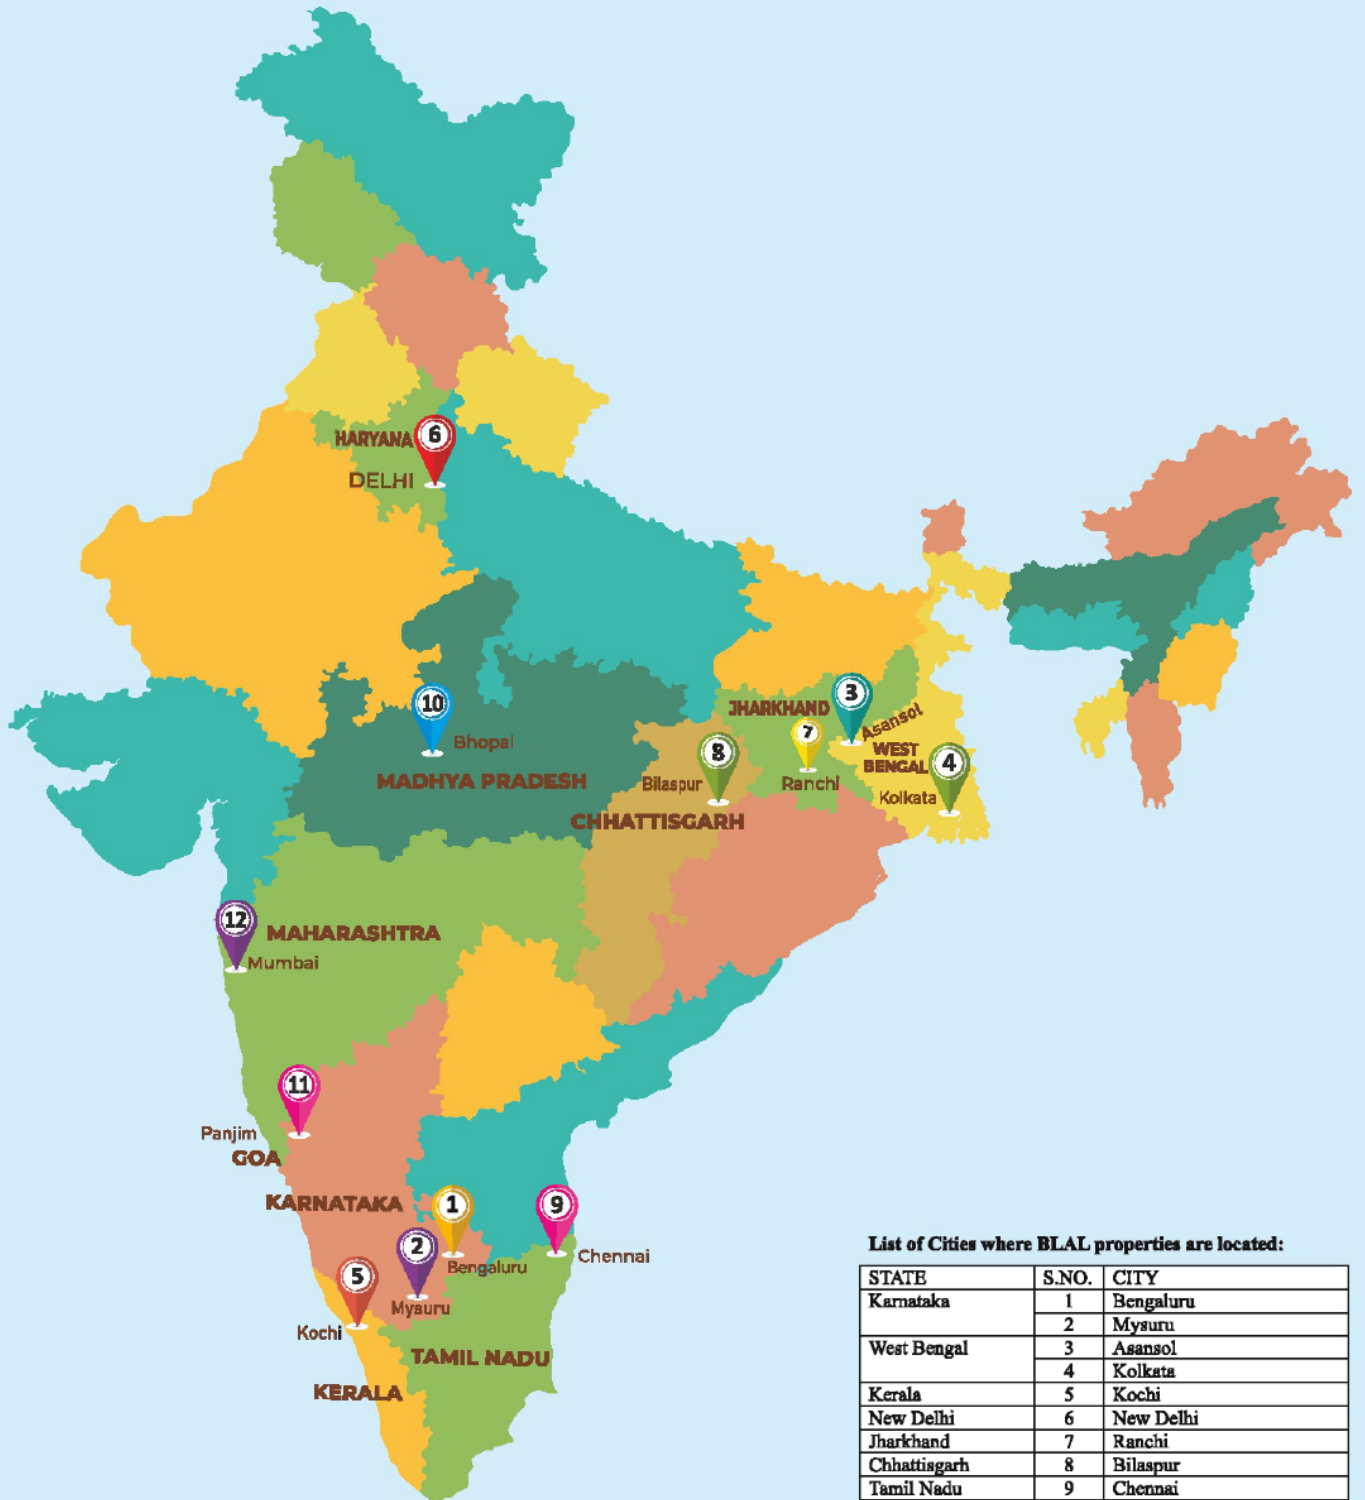 HARYANA
6
DELHI
3
JHARKHAND
Asansol
7
10
Bhopal
MADHYA PRADESH
8
WEST
BENGAL
4
Bilaspur
Ranchi
Kolkata
CHHATTISGARH
12
MAHARASHTRA
Mumbai
11
Panjim
GOA
KARNATAKA
1
9
2
Bengaluru
Chennai
5
Mysuru
Kochi
TAMIL NADU
KERALA
List of Cities where BLAL properties are located:
STATE S.NO. CITY
Karnataka 1 Bengaluru
2 Mysuru
West Bengal 3 Asansol
4 Kolkata
Kerala 5 Kochi
New Delhi 6 New Delhi
Jharkhand 7 Ranchi
Chhattisgarh 8 Bilaspur
Tamil Nadu 9 Chennai